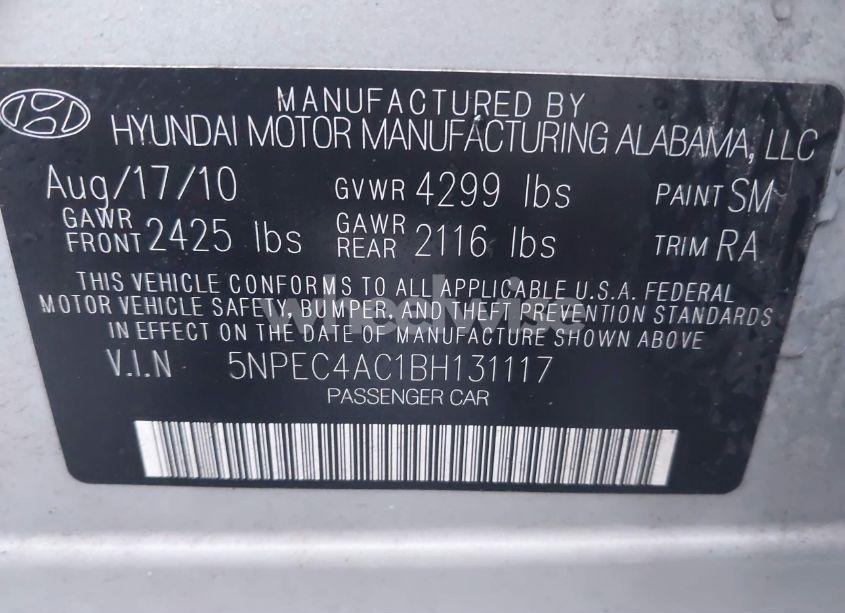 MANUFACTURED BY
HYUNDAI MOTOR MANUFACTURING ALABAMA, LLC
Aug/17/10 GVWR 4299 lbs PAINT SM
GAWR FRONT 2425 lbs GAWR REAR 2116 lbs TRIM RA
THIS VEHICLE CONFORMS TO ALL APPLICABLE U.S.A. FEDERAL
MOTOR VEHICLE SAFETY, BUMPER, AND THEFT PREVENTION STANDARDS
IN EFFECT ON THE DATE OF MANUFACTURE SHOWN ABOVE.
V.I.N 5NPEC4AC1BH131117
PASSENGER CAR
wheelwise